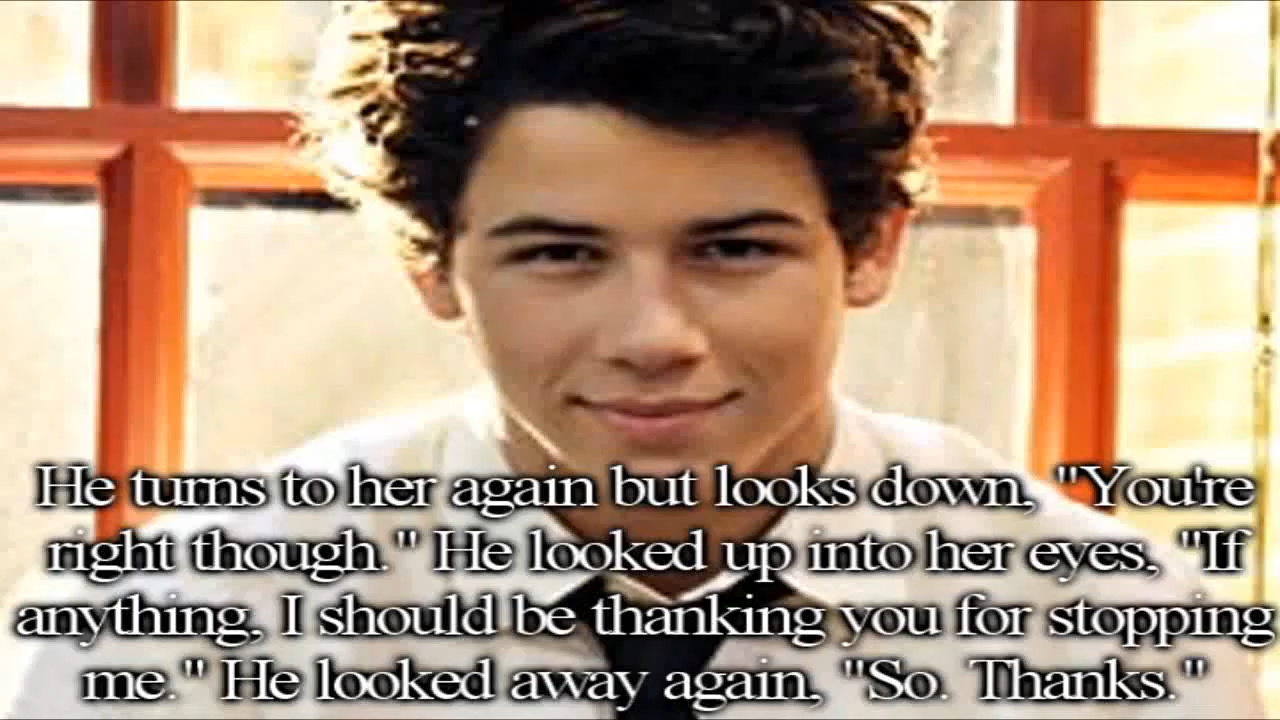 He turns to her again but looks down, "You're
right though." He looked up into her eyes, "If
anything, I should be thanking you for stopping
me." He looked away again, "So. Thanks."